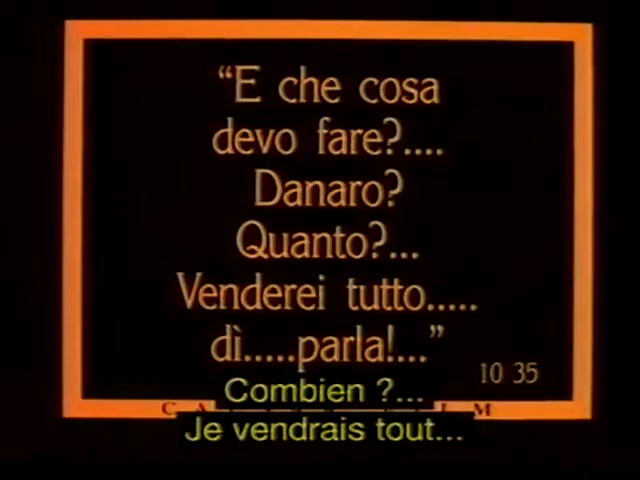 “E che cosa
devo fare?....
Danaro?
Quanto?...
Venderei tutto.....
dì.....parla!...”
10 35
Combien ?...
Je vendrais tout...